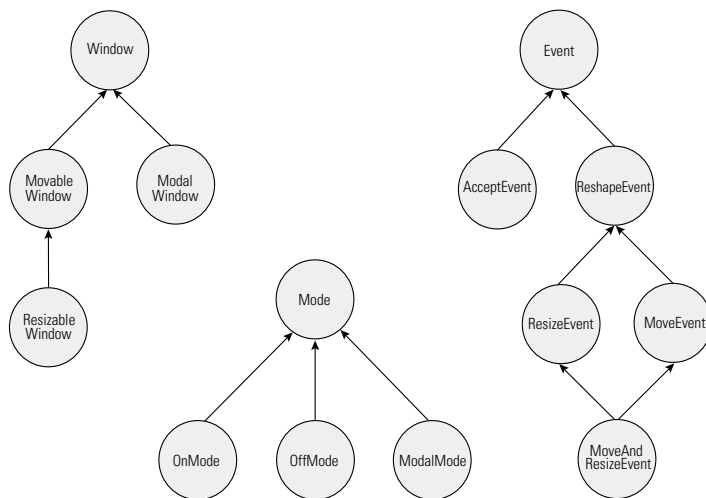 Window
Event
Movable
Window
Modal
Window
AcceptEvent
ReshapeEvent
Resizable
Window
Mode
ResizeEvent
MoveEvent
OnMode
OffMode
ModalMode
MoveAnd
ResizeEvent